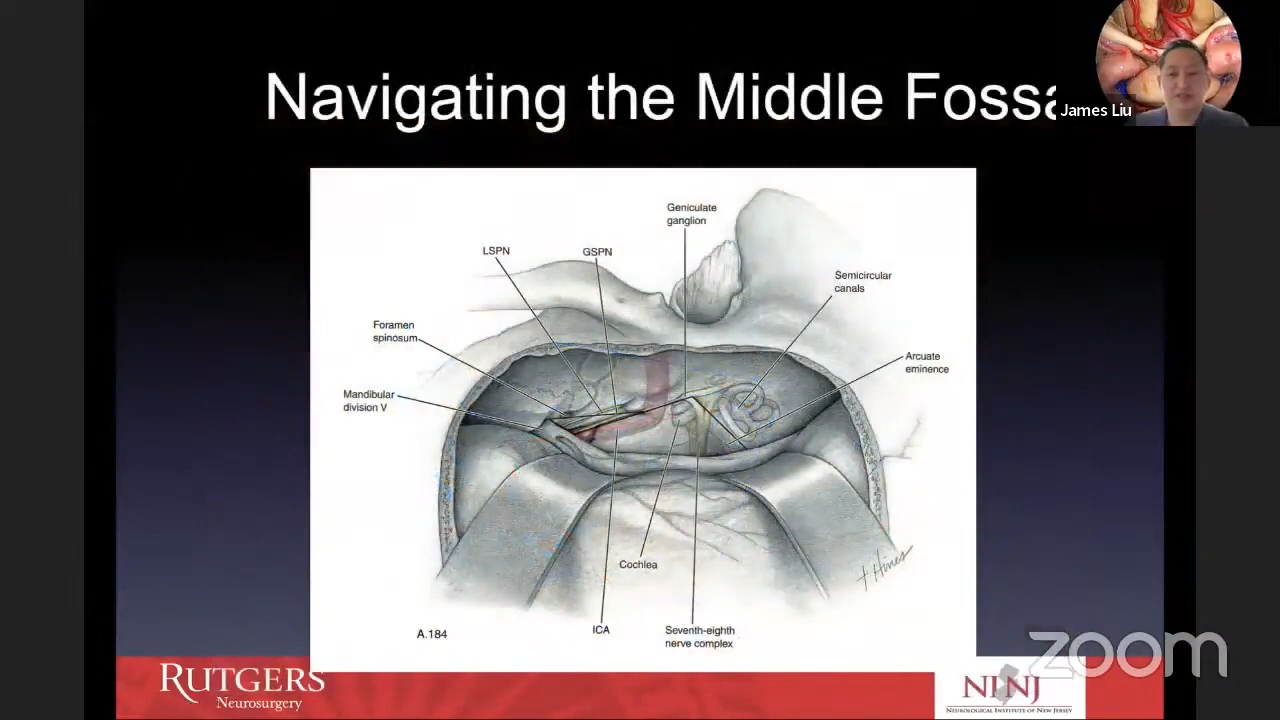 Navigating the Middle Fossa
James Liu
Geniculate
ganglion
LSPN
GSPN
Semicircular
canals
Foramen
spinosum
Arcuate
eminence
Mandibular
division V
Cochlea
T Hines
A.184
ICA
Seventh-eighth
nerve complex
zoom
RUTGERS
Neurosurgery
NINJ
NEUROLOGICAL INSTITUTE OF NEW JERSEY